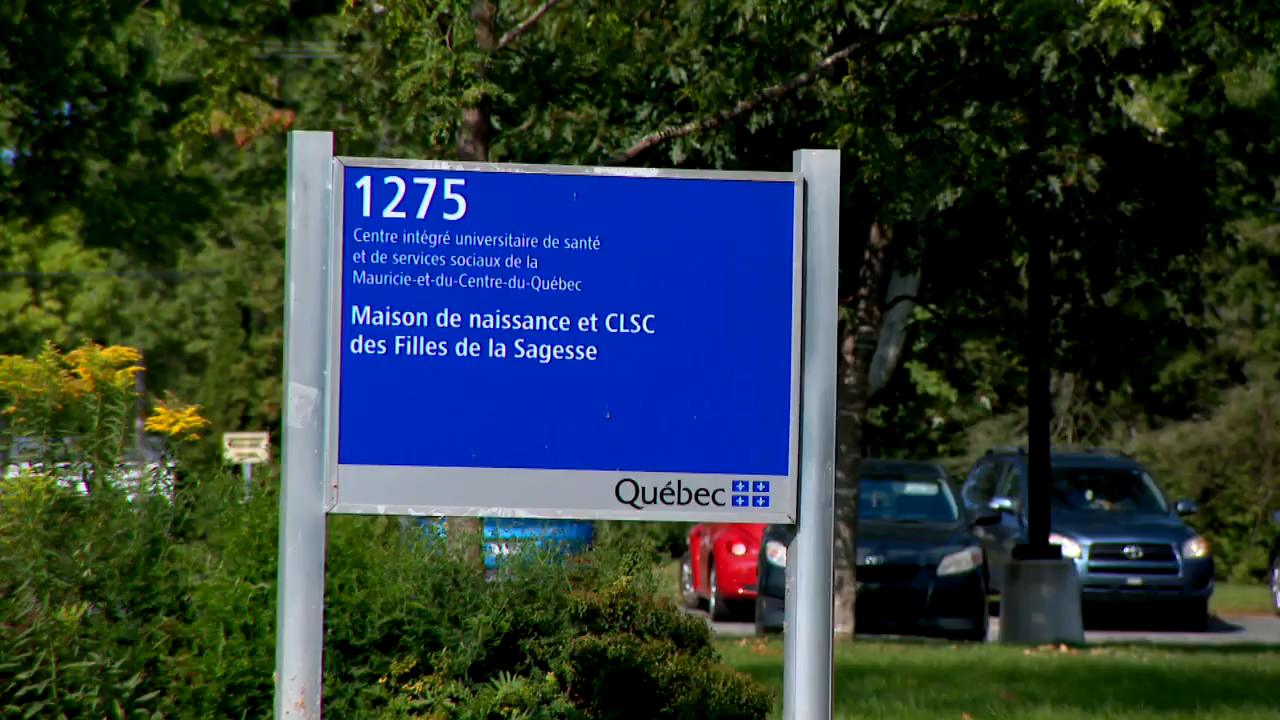 1275
Centre intégré universitaire de santé
et de services sociaux de la
Mauricie-et-du-Centre-du-Québec
Maison de naissance et CLSC
des Filles de la Sagesse
Québec